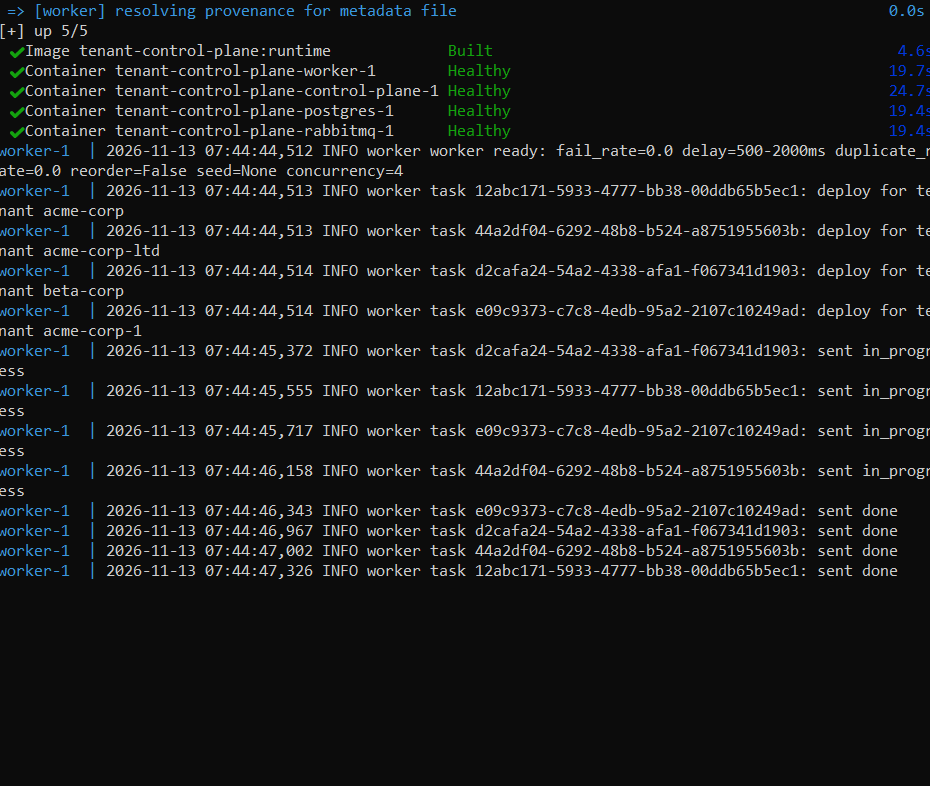 => [worker] resolving provenance for metadata file 0.0s
[+] up 5/5
✔Image tenant-control-plane:runtime Built 4.6s
✔Container tenant-control-plane-worker-1 Healthy 19.7s
✔Container tenant-control-plane-control-plane-1 Healthy 24.7s
✔Container tenant-control-plane-postgres-1 Healthy 19.4s
✔Container tenant-control-plane-rabbitmq-1 Healthy 19.4s
worker-1 | 2026-11-13 07:44:44,512 INFO worker worker ready: fail_rate=0.0 delay=500-2000ms duplicate_r
ate=0.0 reorder=False seed=None concurrency=4
worker-1 | 2026-11-13 07:44:44,513 INFO worker task 12abc171-5933-4777-bb38-00ddb65b5ec1: deploy for te
nant acme-corp
worker-1 | 2026-11-13 07:44:44,513 INFO worker task 44a2df04-6292-48b8-b524-a8751955603b: deploy for te
nant acme-corp-ltd
worker-1 | 2026-11-13 07:44:44,514 INFO worker task d2cafa24-54a2-4338-afa1-f067341d1903: deploy for te
nant beta-corp
worker-1 | 2026-11-13 07:44:44,514 INFO worker task e09c9373-c7c8-4edb-95a2-2107c10249ad: deploy for te
nant acme-corp-1
worker-1 | 2026-11-13 07:44:45,372 INFO worker task d2cafa24-54a2-4338-afa1-f067341d1903: sent in_progr
ess
worker-1 | 2026-11-13 07:44:45,555 INFO worker task 12abc171-5933-4777-bb38-00ddb65b5ec1: sent in_progr
ess
worker-1 | 2026-11-13 07:44:45,717 INFO worker task e09c9373-c7c8-4edb-95a2-2107c10249ad: sent in_progr
ess
worker-1 | 2026-11-13 07:44:46,158 INFO worker task 44a2df04-6292-48b8-b524-a8751955603b: sent in_progr
ess
worker-1 | 2026-11-13 07:44:46,343 INFO worker task e09c9373-c7c8-4edb-95a2-2107c10249ad: sent done
worker-1 | 2026-11-13 07:44:46,967 INFO worker task d2cafa24-54a2-4338-afa1-f067341d1903: sent done
worker-1 | 2026-11-13 07:44:47,002 INFO worker task 44a2df04-6292-48b8-b524-a8751955603b: sent done
worker-1 | 2026-11-13 07:44:47,326 INFO worker task 12abc171-5933-4777-bb38-00ddb65b5ec1: sent done